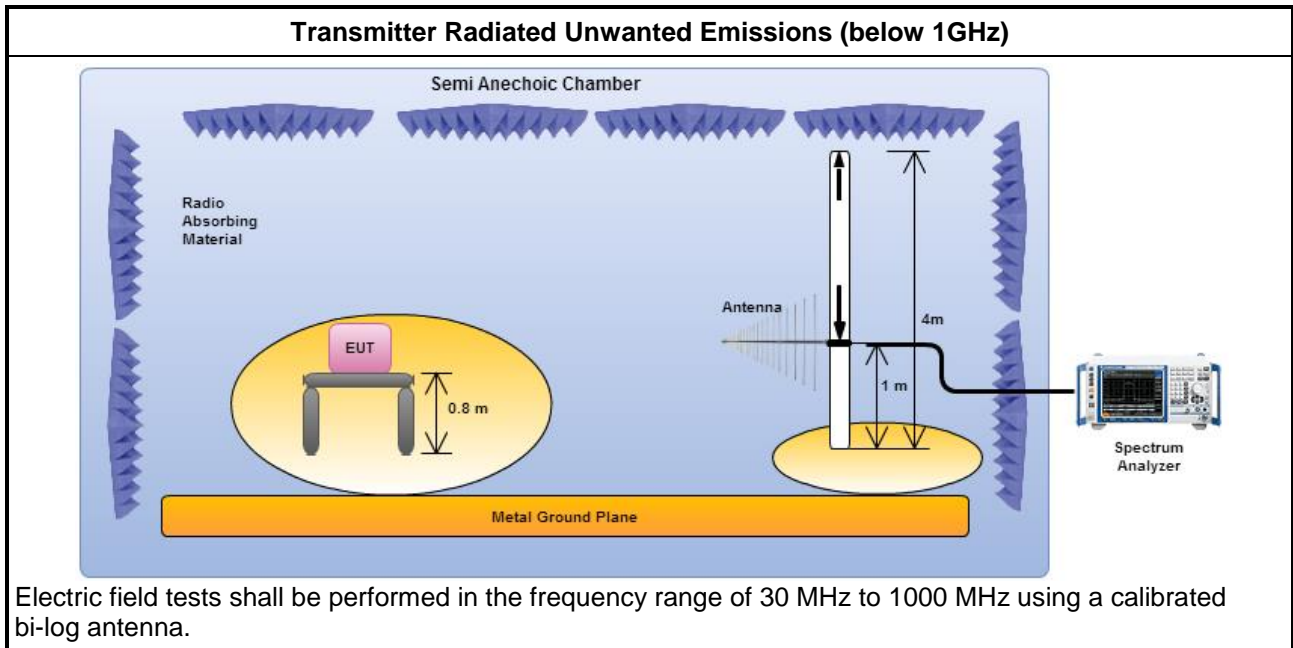 Transmitter Radiated Unwanted Emissions (below 1GHz)
Semi Anechoic Chamber
Radio
Absorbing
Material
Antenna
4m
EUT
1 m
0.8 m
Spectrum
Analyzer
Metal Ground Plane
Electric field tests shall be performed in the frequency range of 30 MHz to 1000 MHz using a calibrated
bi-log antenna.